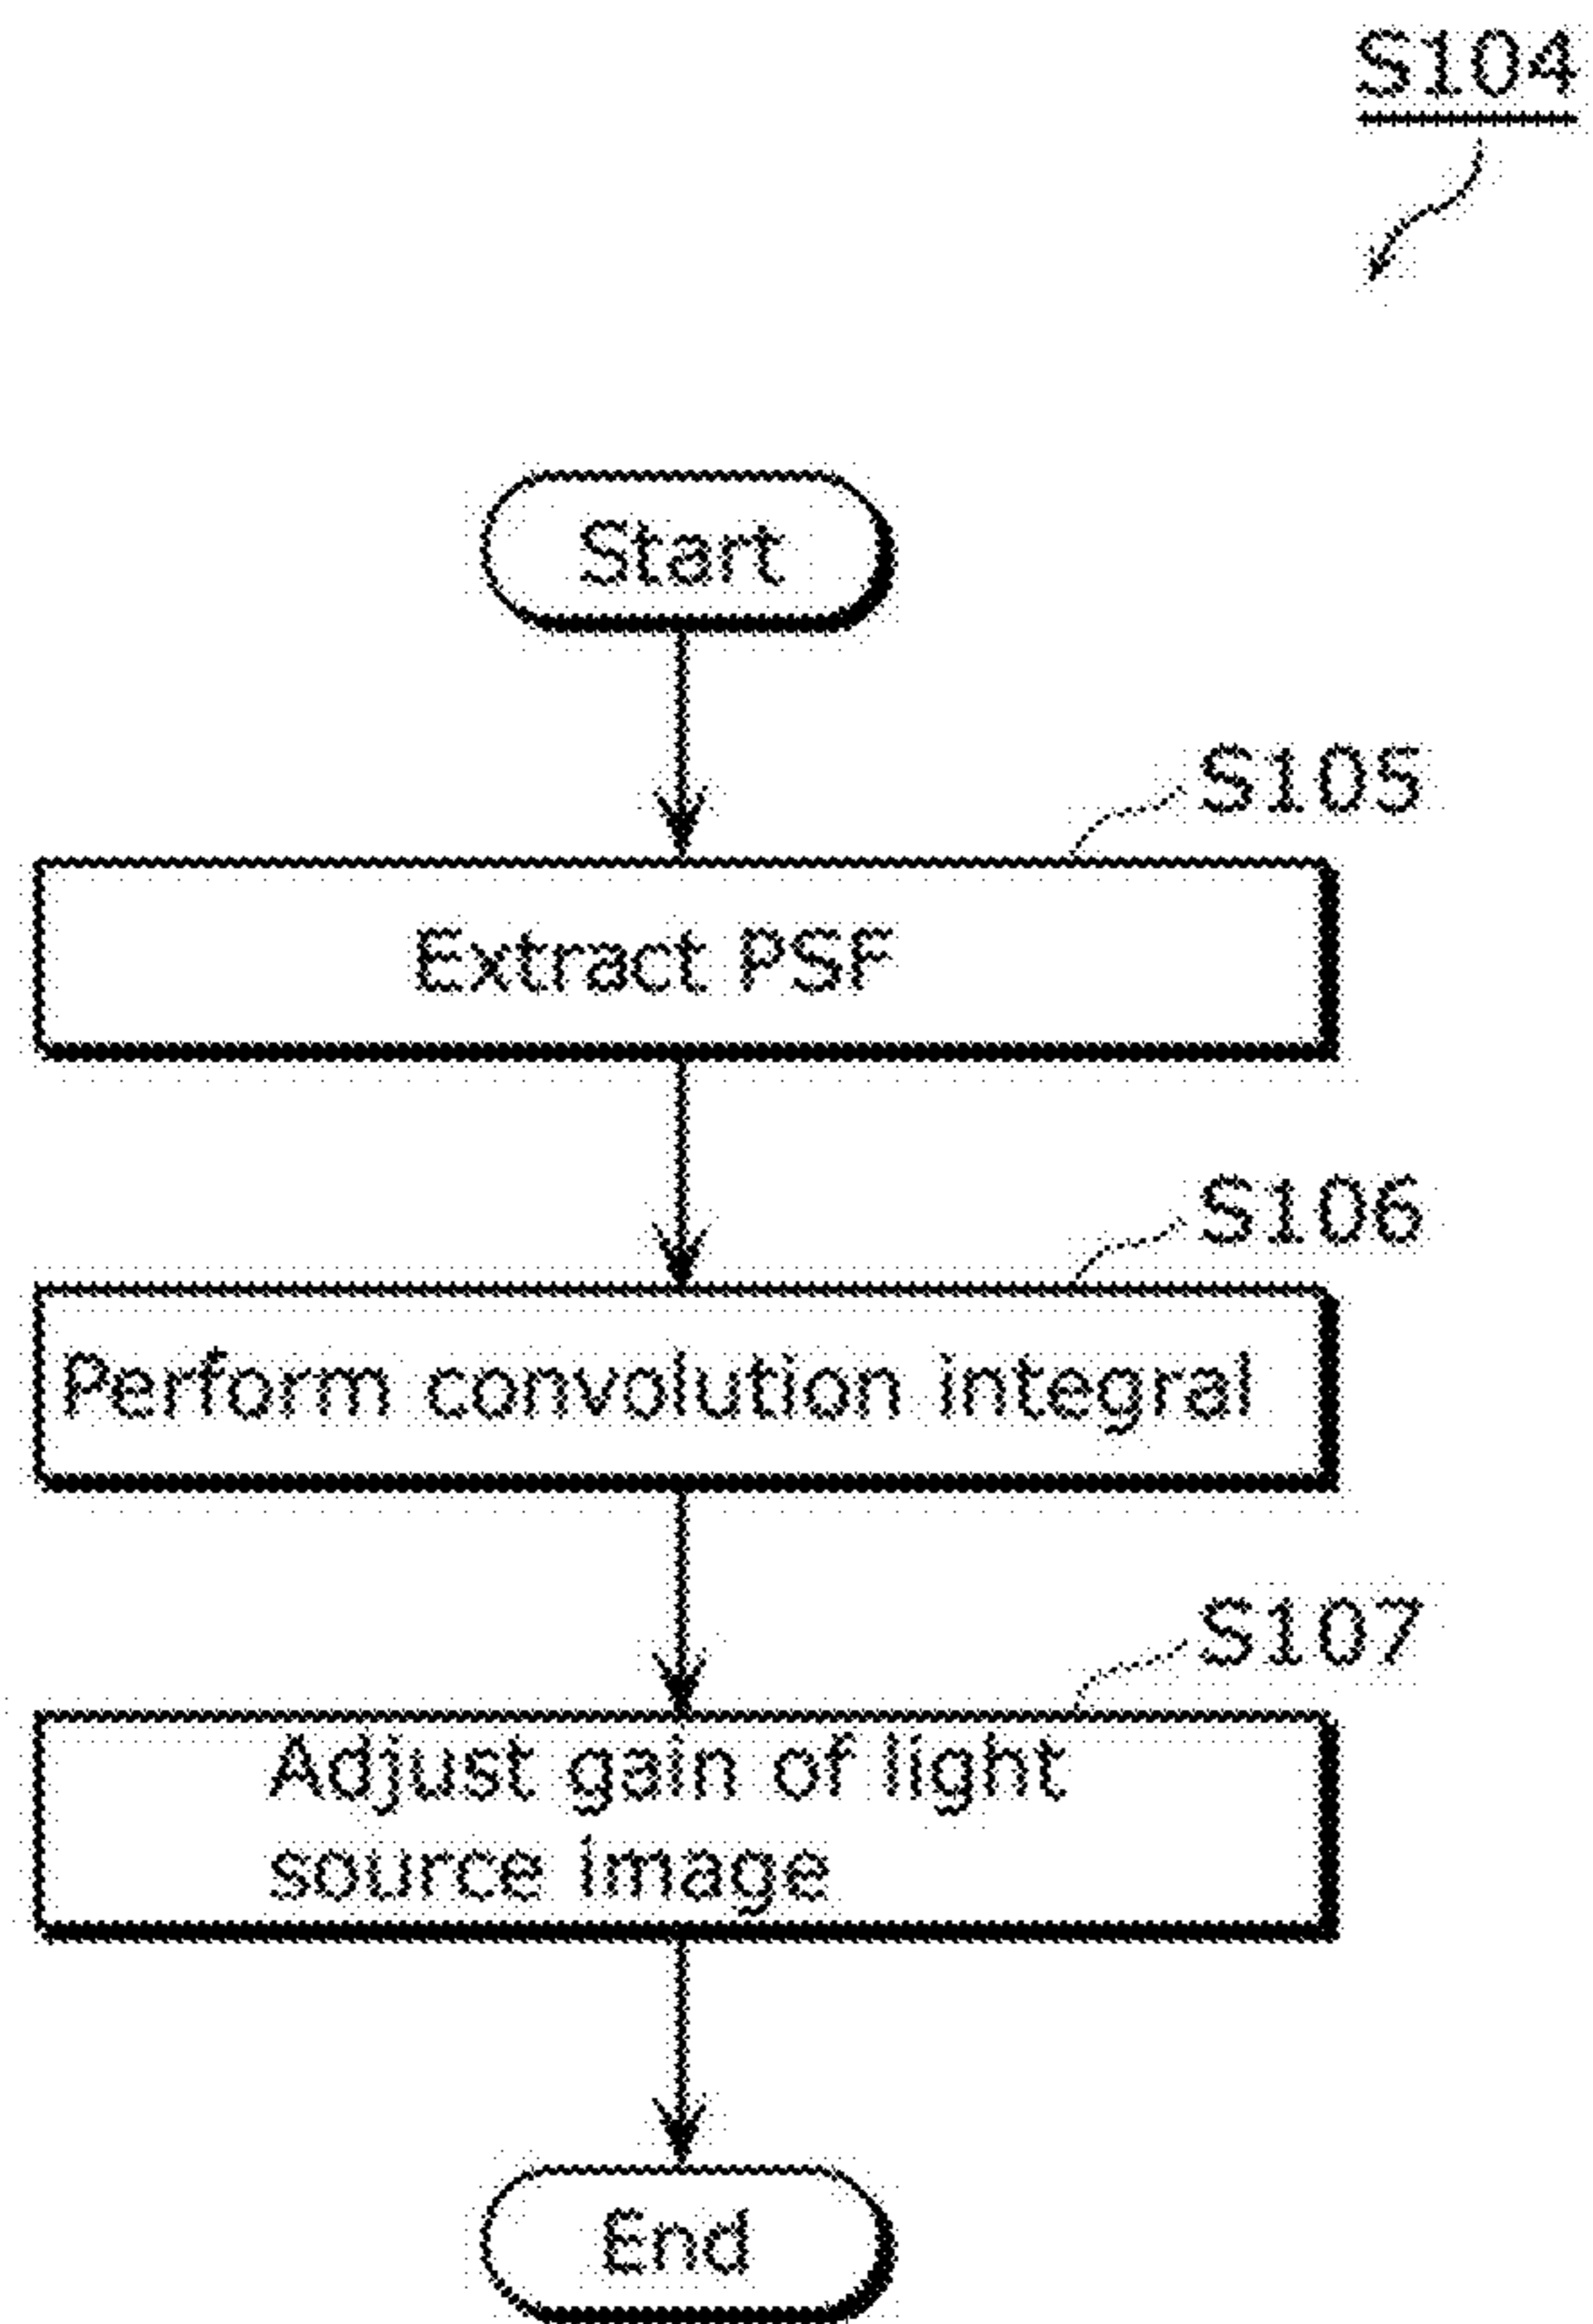 S104
Start
S105
Extract PSF
S106
Perform convolution integral
S107
Adjust gain of light
source image
End